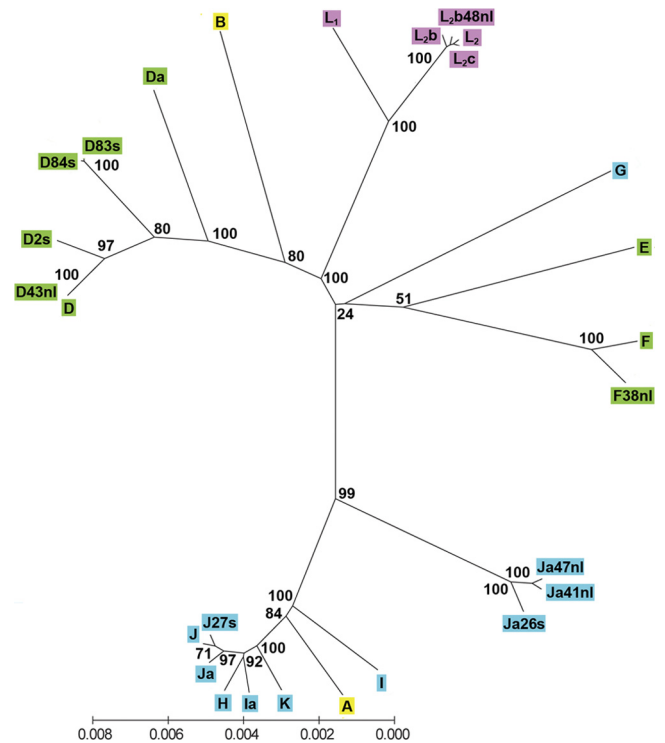 L₂b48nl
B L₁ L₂b L₂
100 L₂c
Da
100
D83s
D84s 100
G
D2s 80 100
97 80 E
100 100
D43nl 51
D 24
100 F
F38nl
99
100 Ja47nl
100 Ja41nl
100
84 Ja26s
J27s
J
71 97 92 100
Ja I
H Ia K A
0.008 0.006 0.004 0.002 0.000